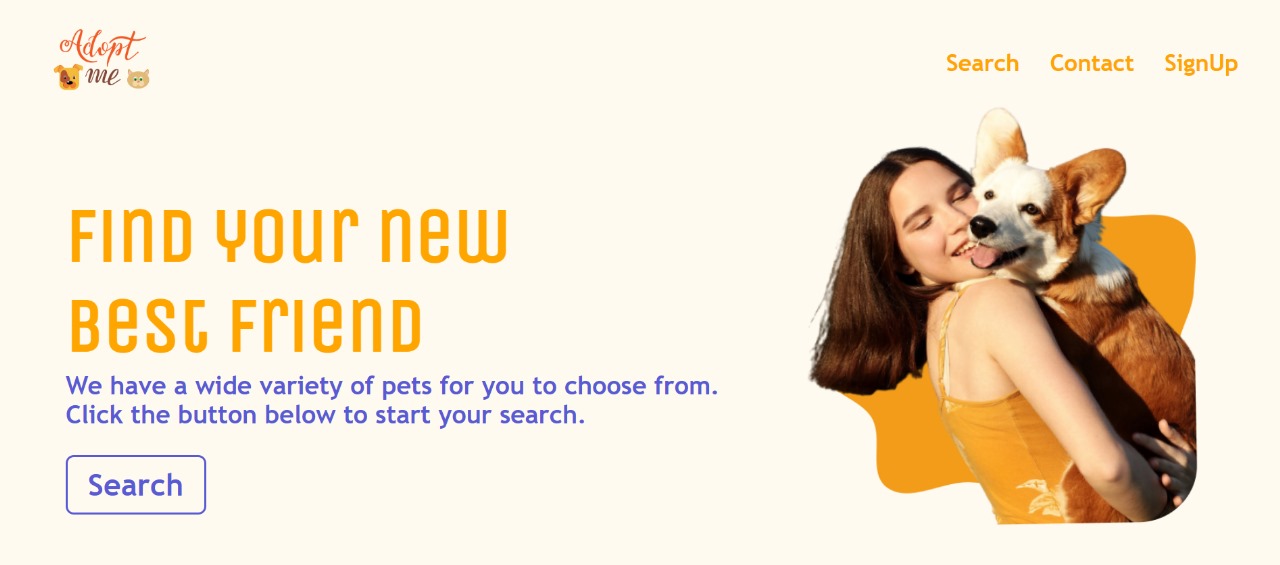 Adopt
me
Search Contact SignUp
Find your new
Best Friend
We have a wide variety of pets for you to choose from.
Click the button below to start your search.
Search